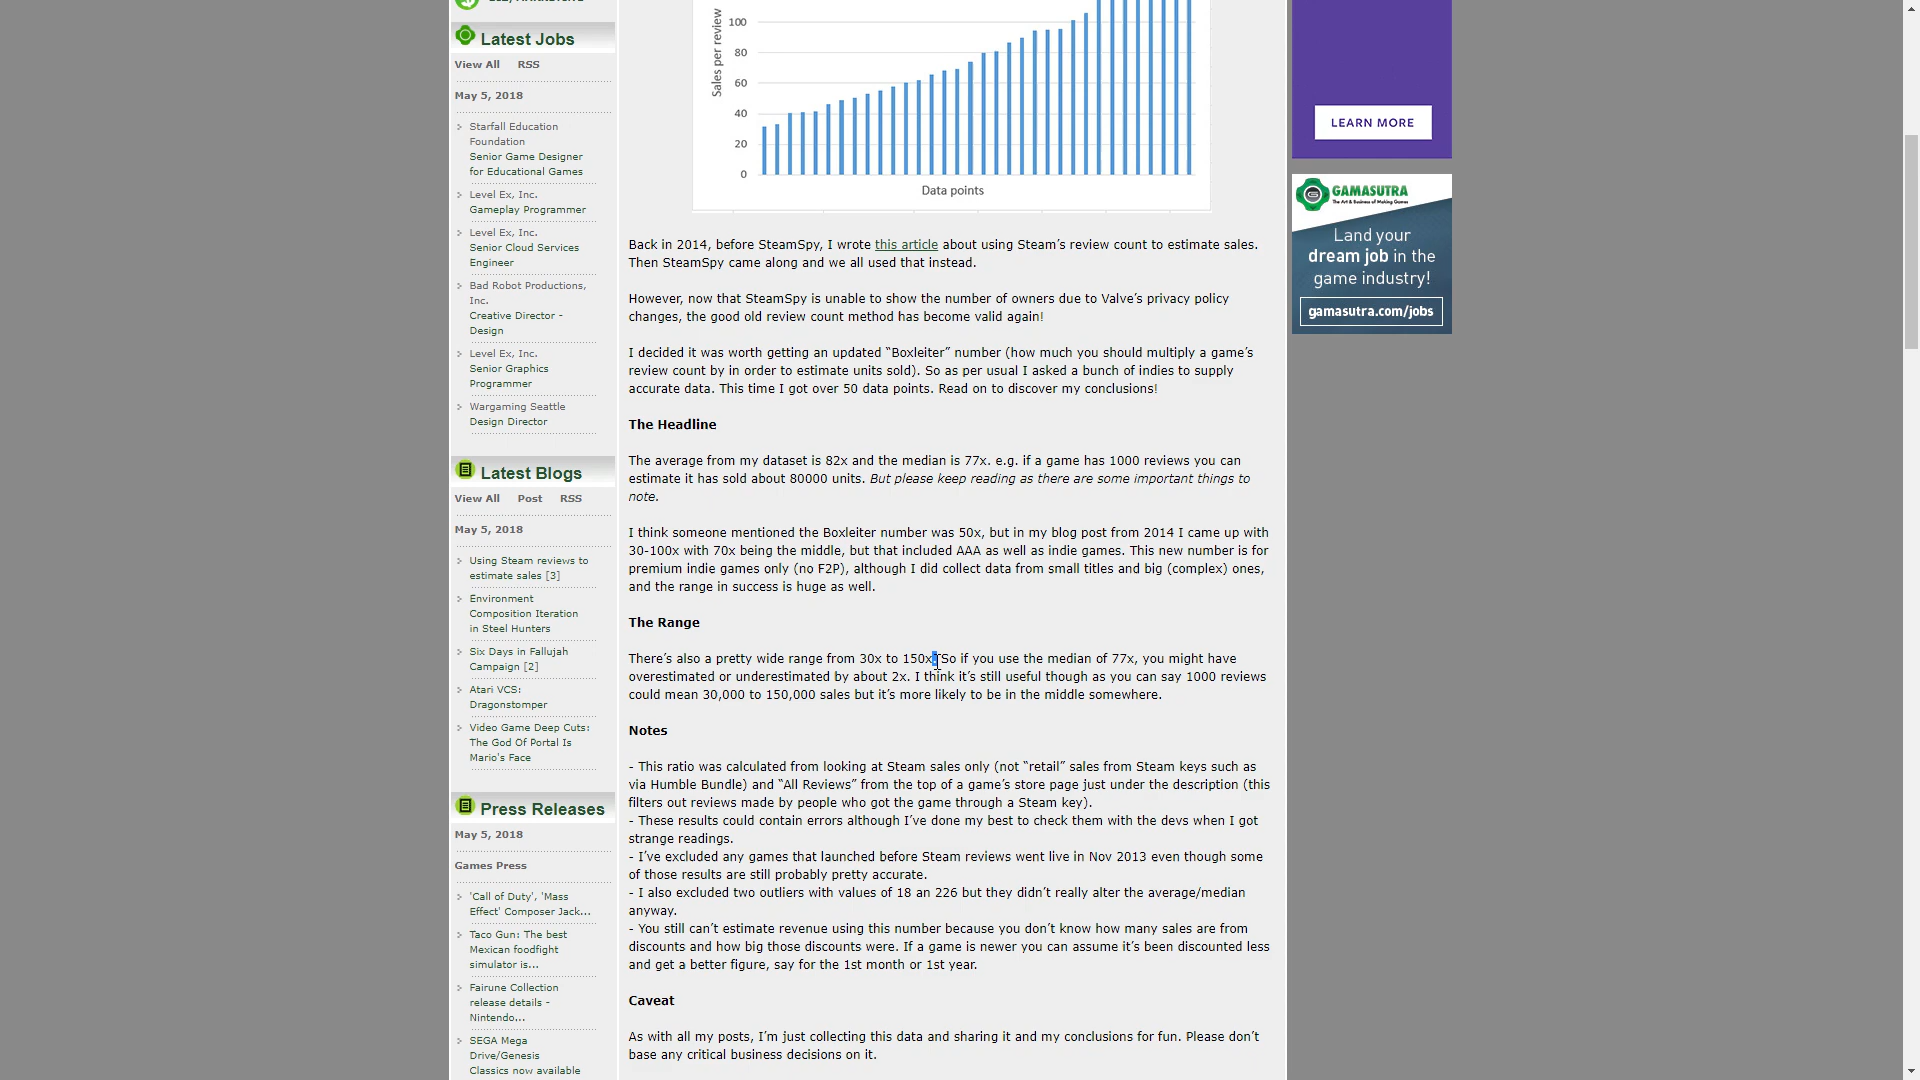 Latest Jobs
View All RSS
May 5, 2018
Starfall Education
Foundation
Senior Game Designer
for Educational Games
Level Ex, Inc.
Gameplay Programmer
Level Ex, Inc.
Senior Cloud Services
Engineer
Bad Robot Productions,
Inc.
Creative Director -
Design
Level Ex, Inc.
Senior Graphics
Programmer
Wargaming Seattle
Design Director
Latest Blogs
View All Post RSS
May 5, 2018
Using Steam reviews to
estimate sales [3]
Environment
Composition Iteration
in Steel Hunters
Six Days in Fallujah
Campaign [2]
Atari VCS:
Dragonstomper
Video Game Deep Cuts:
The God Of Portal Is
Mario's Face
Press Releases
May 5, 2018
Games Press
'Call of Duty', 'Mass
Effect' Composer Jack...
Taco Gun: The best
Mexican foodfight
simulator is...
Fairune Collection
release details -
Nintendo...
SEGA Mega
Drive/Genesis
Classics now available
Sales per review
100
80
60
40
20
0
Data points
Back in 2014, before SteamSpy, I wrote this article about using Steam’s review count to estimate sales.
Then SteamSpy came along and we all used that instead.
However, now that SteamSpy is unable to show the number of owners due to Valve’s privacy policy
changes, the good old review count method has become valid again!
I decided it was worth getting an updated “Boxleiter” number (how much you should multiply a game’s
review count by in order to estimate units sold). So as per usual I asked a bunch of indies to supply
accurate data. This time I got over 50 data points. Read on to discover my conclusions!
The Headline
The average from my dataset is 82x and the median is 77x. e.g. if a game has 1000 reviews you can
estimate it has sold about 80000 units. But please keep reading as there are some important things to
note.
I think someone mentioned the Boxleiter number was 50x, but in my blog post from 2014 I came up with
30-100x with 70x being the middle, but that included AAA as well as indie games. This new number is for
premium indie games only (no F2P), although I did collect data from small titles and big (complex) ones,
and the range in success is huge as well.
The Range
There’s also a pretty wide range from 30x to 150x. So if you use the median of 77x, you might have
overestimated or underestimated by about 2x. I think it’s still useful though as you can say 1000 reviews
could mean 30,000 to 150,000 sales but it’s more likely to be in the middle somewhere.
Notes
- This ratio was calculated from looking at Steam sales only (not “retail” sales from Steam keys such as
via Humble Bundle) and “All Reviews” from the top of a game’s store page just under the description (this
filters out reviews made by people who got the game through a Steam key).
- These results could contain errors although I’ve done my best to check them with the devs when I got
strange readings.
- I’ve excluded any games that launched before Steam reviews went live in Nov 2013 even though some
of those results are still probably pretty accurate.
- I also excluded two outliers with values of 18 an 226 but they didn’t really alter the average/median
anyway.
- You still can’t estimate revenue using this number because you don’t know how many sales are from
discounts and how big those discounts were. If a game is newer you can assume it’s been discounted less
and get a better figure, say for the 1st month or 1st year.
Caveat
As with all my posts, I’m just collecting this data and sharing it and my conclusions for fun. Please don’t
base any critical business decisions on it.
LEARN MORE
GAMASUTRA
The Art & Business of Making Games
Land your
dream job in the
game industry!
gamasutra.com/jobs